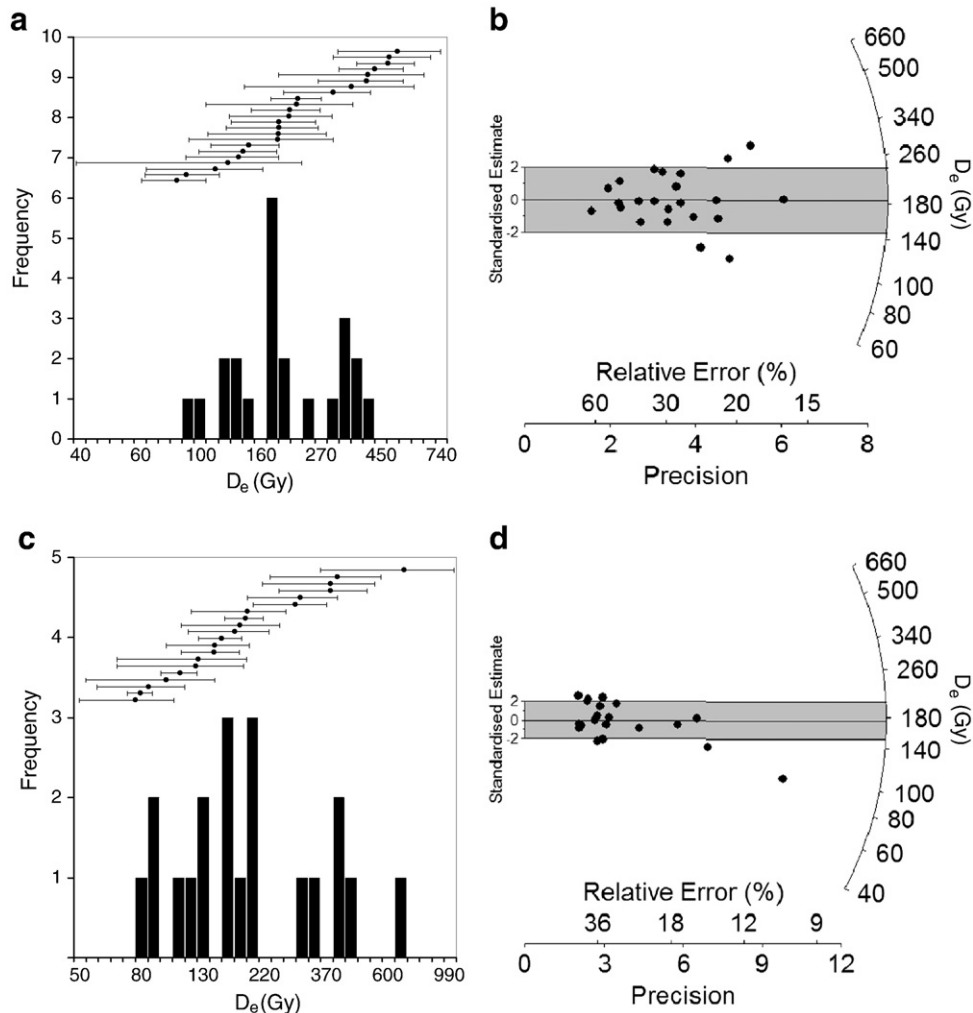 a
10
9
8
7
6
5
4
3
2
1
0
Frequency
40 60 100 160 270 450 740
De (Gy)
b
660
500
340
260
180
140
100
80
60
De (Gy)
Standardised Estimate
2
0
-2
Relative Error (%)
60 30 20 15
0 2 4 6 8
Precision
c
5
4
3
2
1
Frequency
50 80 130 220 370 600 990
De (Gy)
d
660
500
340
260
180
140
100
80
60
40
De (Gy)
Standardised Estimate
2
0
-2
Relative Error (%)
36 18 12 9
0 3 6 9 12
Precision